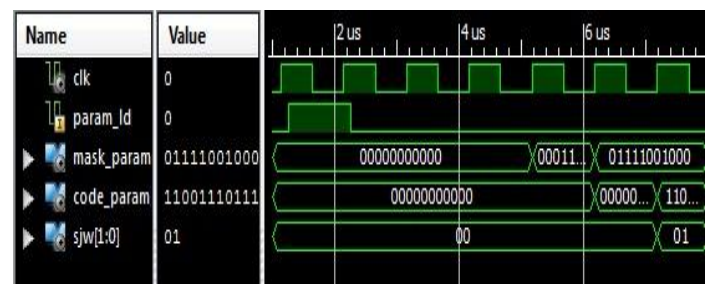 Name Value 2 us 4 us 6 us
clk 0
param_ld 0
mask_param 01111001000 00000000000 00011... 01111001000
code_param 11001110111 00000000000 00000... 110...
sjw[1:0] 01 00 01